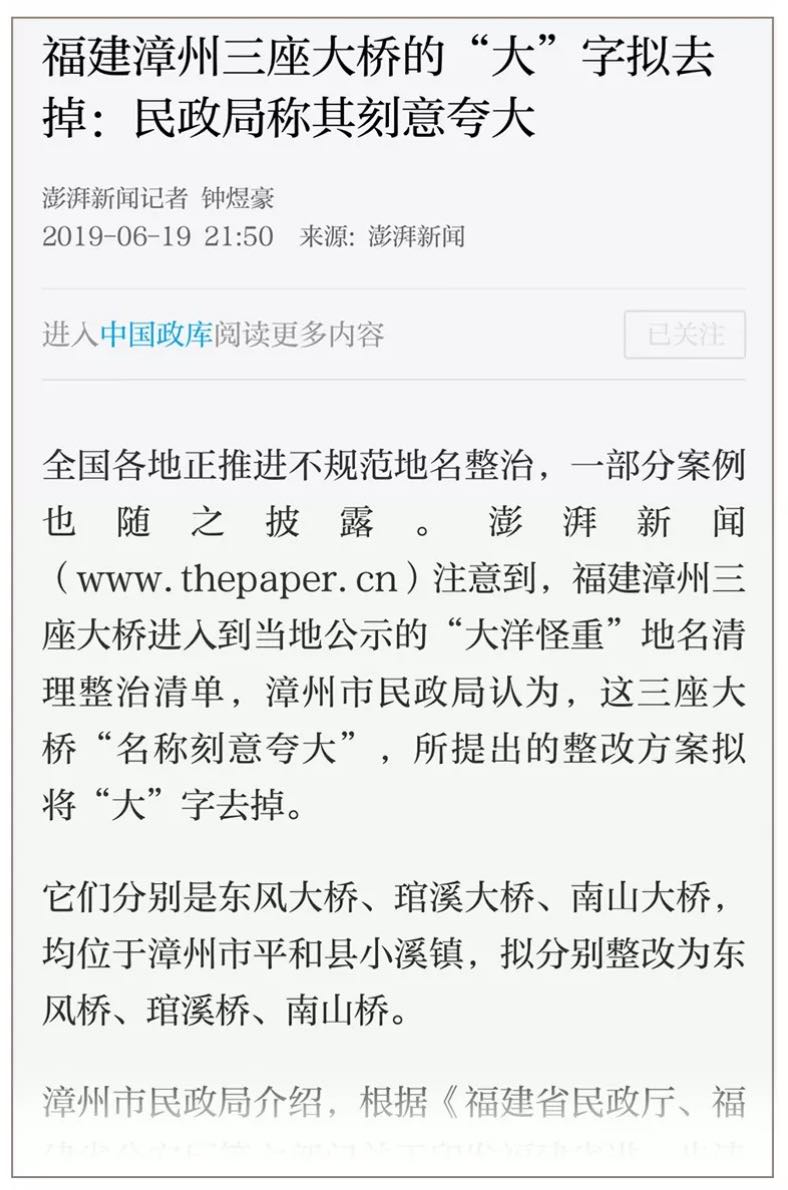 福建漳州三座大桥的“大”字拟去
掉：民政局称其刻意夸大
澎湃新闻记者 钟煜豪
2019-06-19 21:50 来源: 澎湃新闻
进入中国政库阅读更多内容
已关注
全国各地正推进不规范地名整治，一部分案例
也随之披露。澎湃新闻
（www.thepaper.cn）注意到，福建漳州三
座大桥进入到当地公示的“大洋怪重”地名清
理整治清单，漳州市民政局认为，这三座大
桥“名称刻意夸大”，所提出的整改方案拟
将“大”字去掉。
它们分别是东风大桥、琯溪大桥、南山大桥，
均位于漳州市平和县小溪镇，拟分别整改为东
风桥、琯溪桥、南山桥。
漳州市民政局介绍，根据《福建省民政厅、福